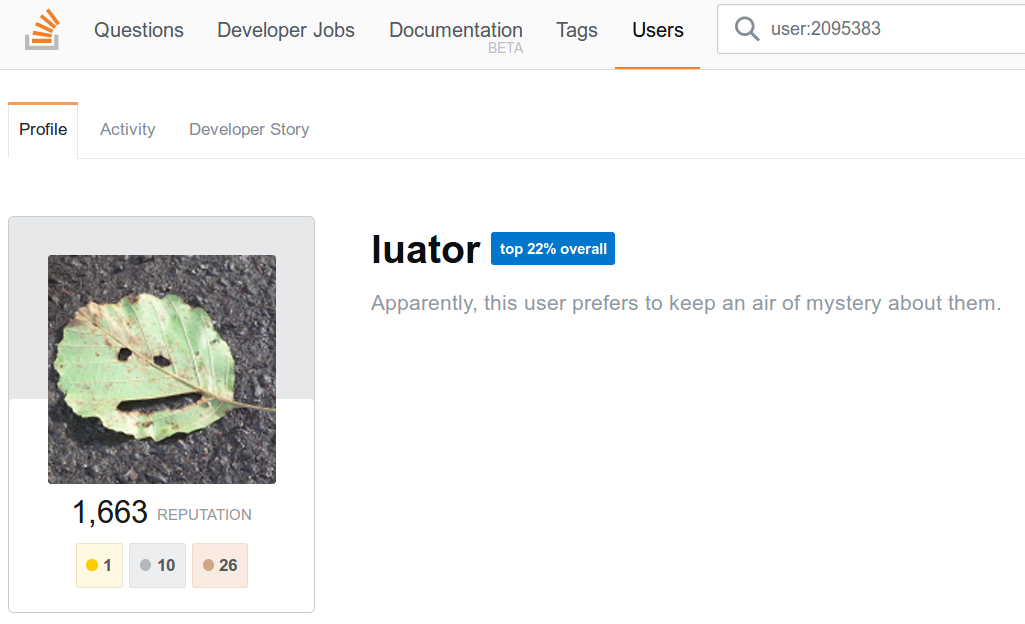 Questions Developer Jobs Documentation Tags Users user:2095383
BETA
Profile Activity Developer Story
luator top 22% overall
Apparently, this user prefers to keep an air of mystery about them.
1,663 REPUTATION
1 10 26